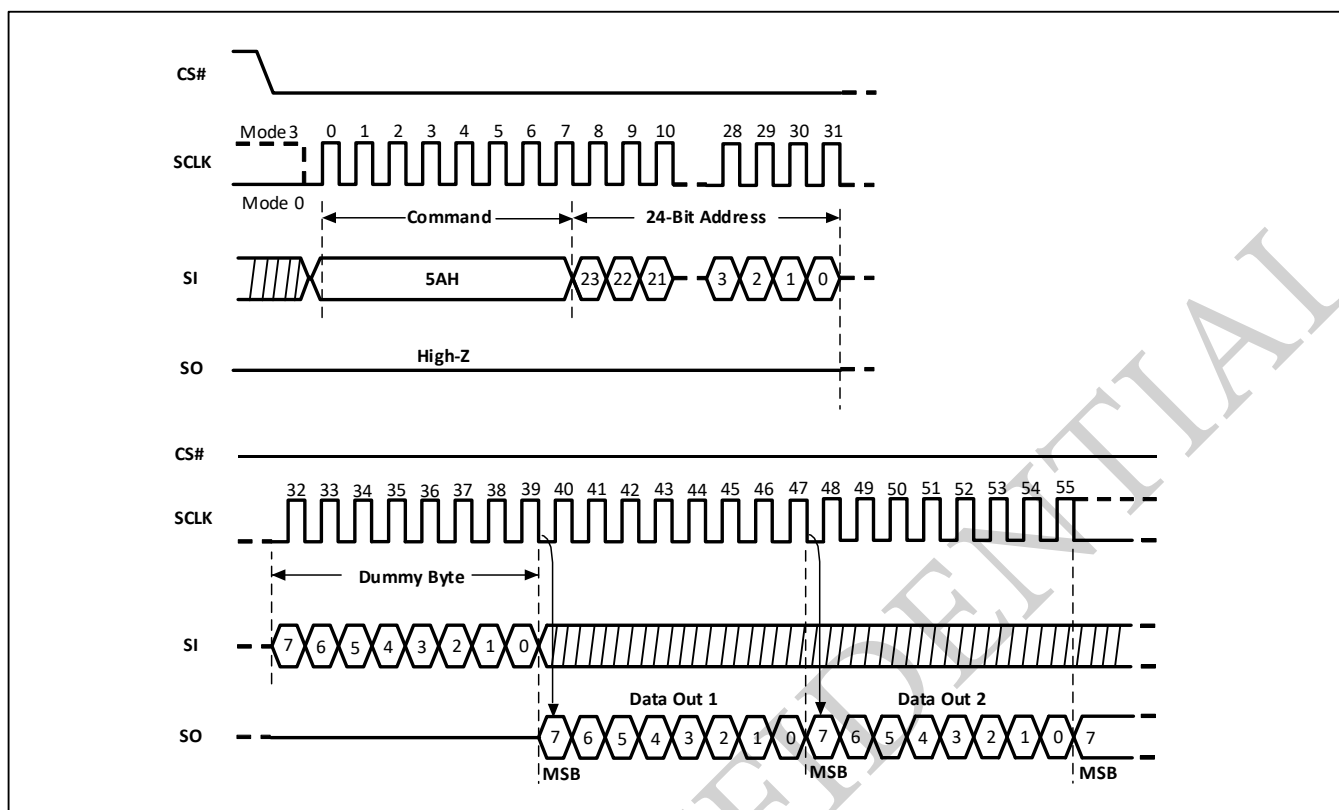 CS#
Mode 3 0 1 2 3 4 5 6 7 8 9 10 28 29 30 31
SCLK
Mode 0
Command 24-Bit Address
SI 5AH 23 22 21 3 2 1 0
High-Z
SO
CS#
32 33 34 35 36 37 38 39 40 41 42 43 44 45 46 47 48 49 50 51 52 53 54 55
SCLK
Dummy Byte
SI 7 6 5 4 3 2 1 0
Data Out 1 Data Out 2
SO 7 6 5 4 3 2 1 0 7 6 5 4 3 2 1 0 7
MSB MSB MSB
FIDENTIAL